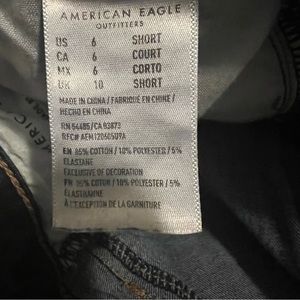 AMERICAN EAGLE
OUTFITTERS
US 6 SHORT
CA 6 COURT
MX 6 CORTO
UK 10 SHORT
MADE IN CHINA / FABRIQUÉ EN CHINE /
HECHO EN CHINA
RN 54485/CA 03873
REC# AEM120605U9A
EN 85% COTTON / 10% POLYESTER / 5%
ELASTANE
EXCLUSIVE OF DECORATION
FR 85% COTON / 10% POLYESTER / 5%
ÉLASTHANNE
À L'EXCEPTION DE LA GARNITURE